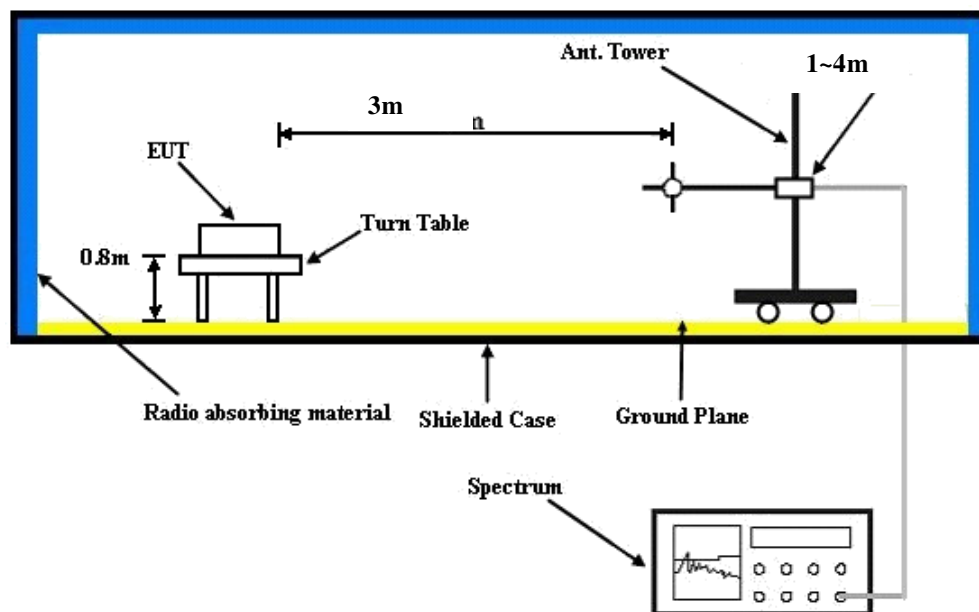 Ant. Tower
1~4m
3m
n
EUT
Turn Table
0.8m
Radio absorbing material
Shielded Case
Ground Plane
Spectrum